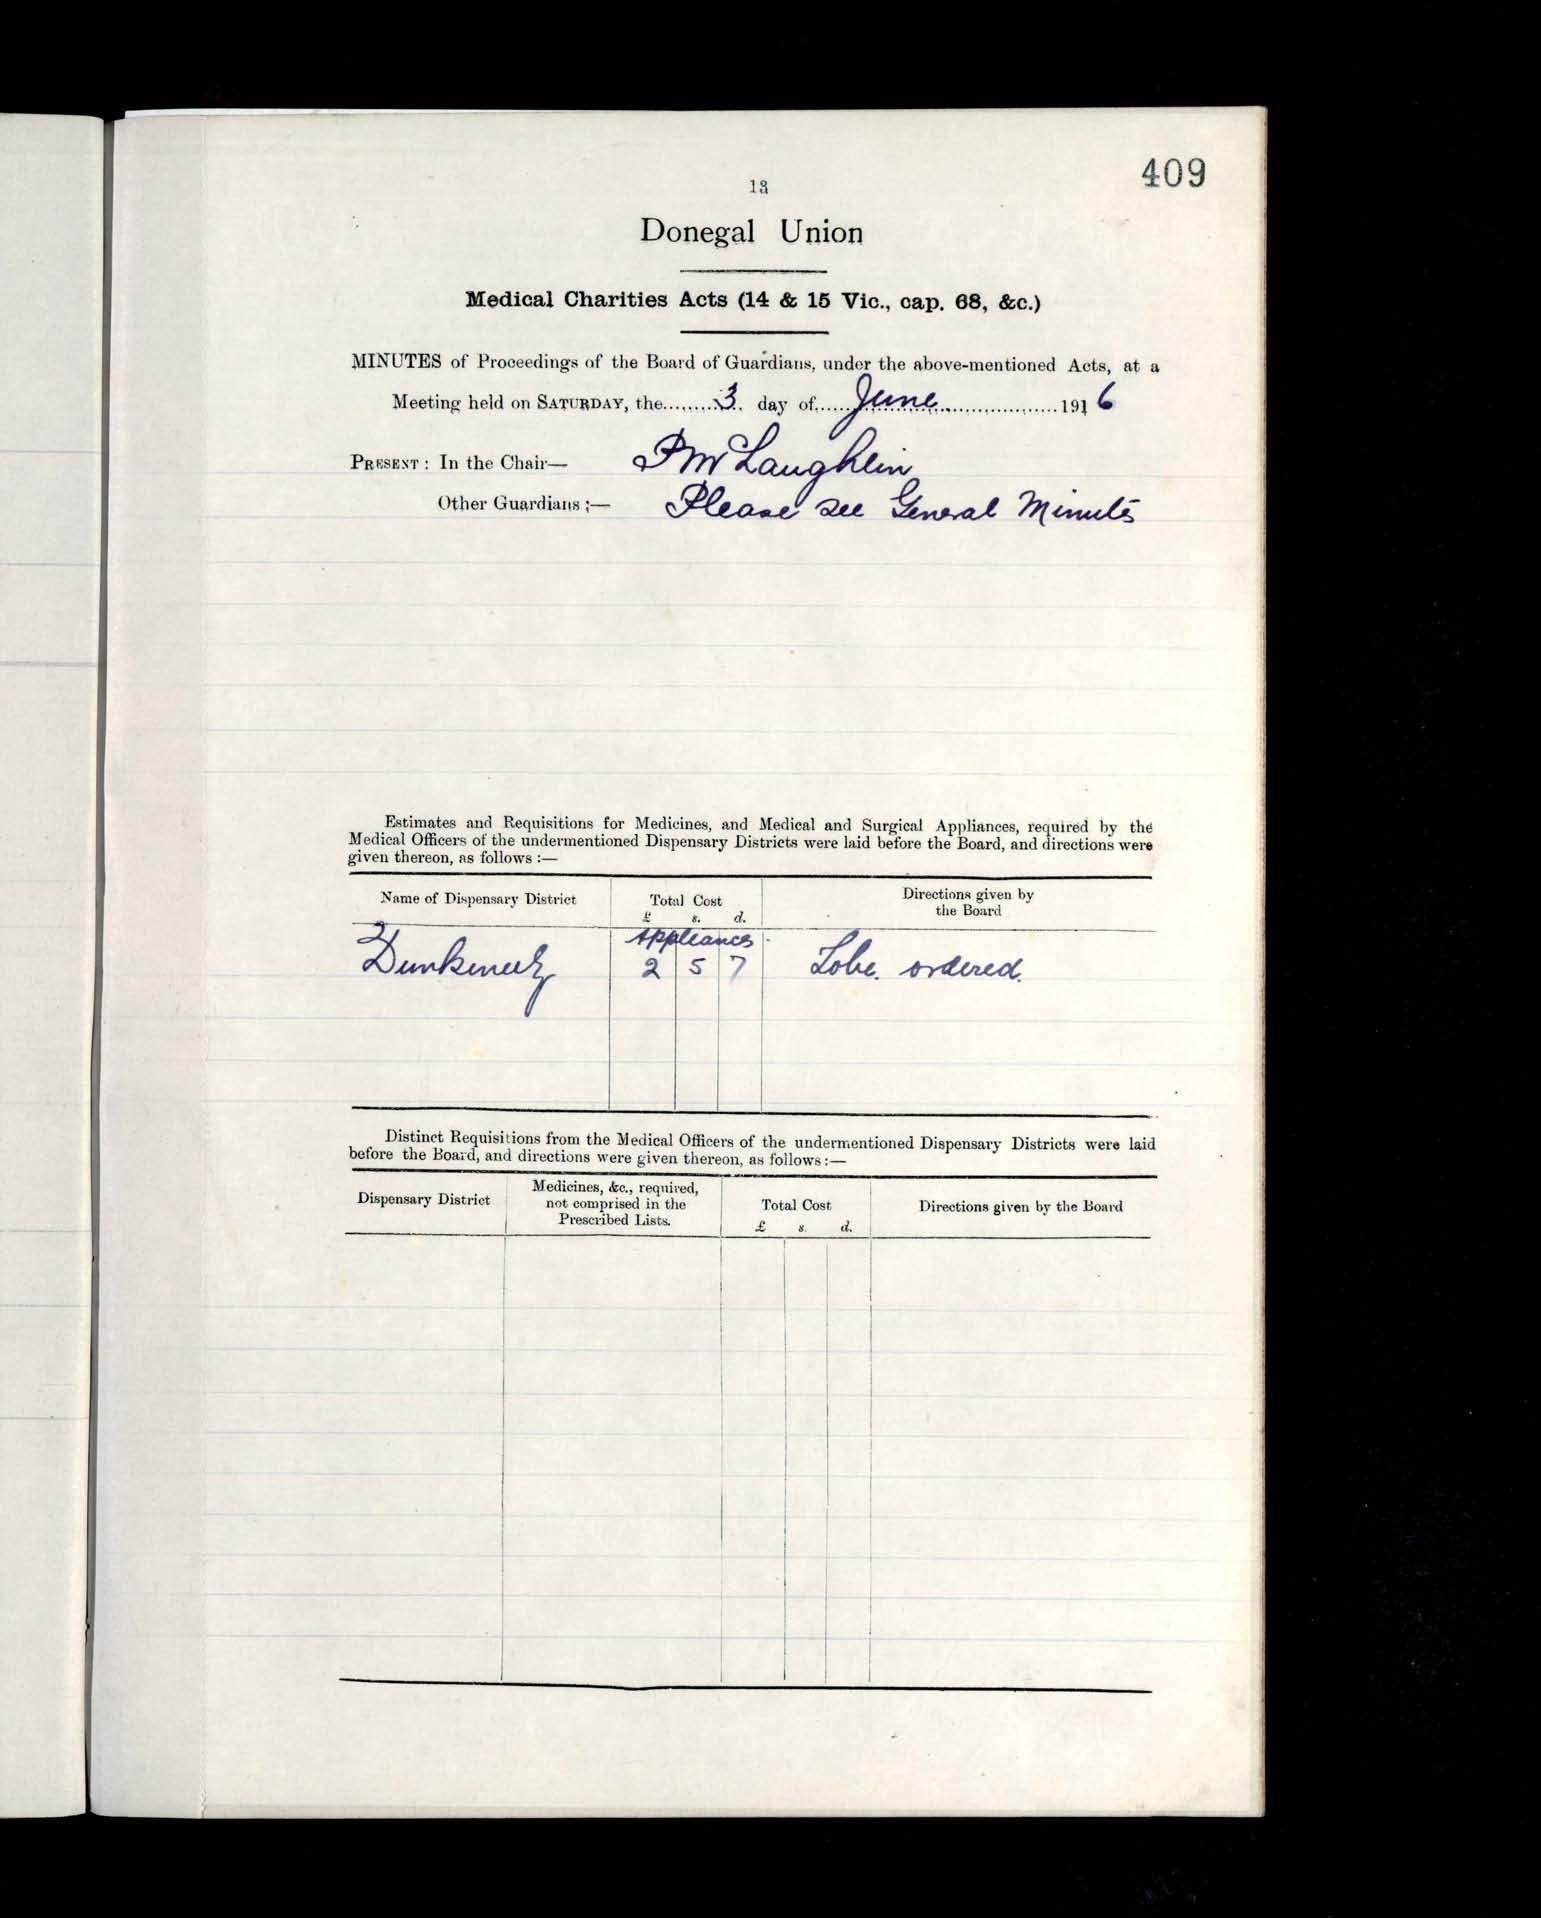 409
13
Donegal Union
Medical Charities Acts (14 & 15 Vic., cap. 68, &c.)
MINUTES of Proceedings of the Board of Guardians, under the above-mentioned Acts, at a
Meeting held on SATURDAY, the........3. day of......June......................1916
PRESENT : In the Chair— P McLaughlin
Other Guardians ;— Please see General Minutes
Estimates and Requisitions for Medicines, and Medical and Surgical Appliances, required by the
Medical Officers of the undermentioned Dispensary Districts were laid before the Board, and directions were
given thereon, as follows :—
Name of Dispensary District Total Cost Directions given by
the Board
£ s. d.
Appliances
Dunkineely 2 5 7 Tobe ordered.
Distinct Requisitions from the Medical Officers of the undermentioned Dispensary Districts were laid
before the Board, and directions were given thereon, as follows :—
Dispensary District Medicines, &c., required,
not comprised in the
Prescribed Lists. Total Cost Directions given by the Board
£ s. d.